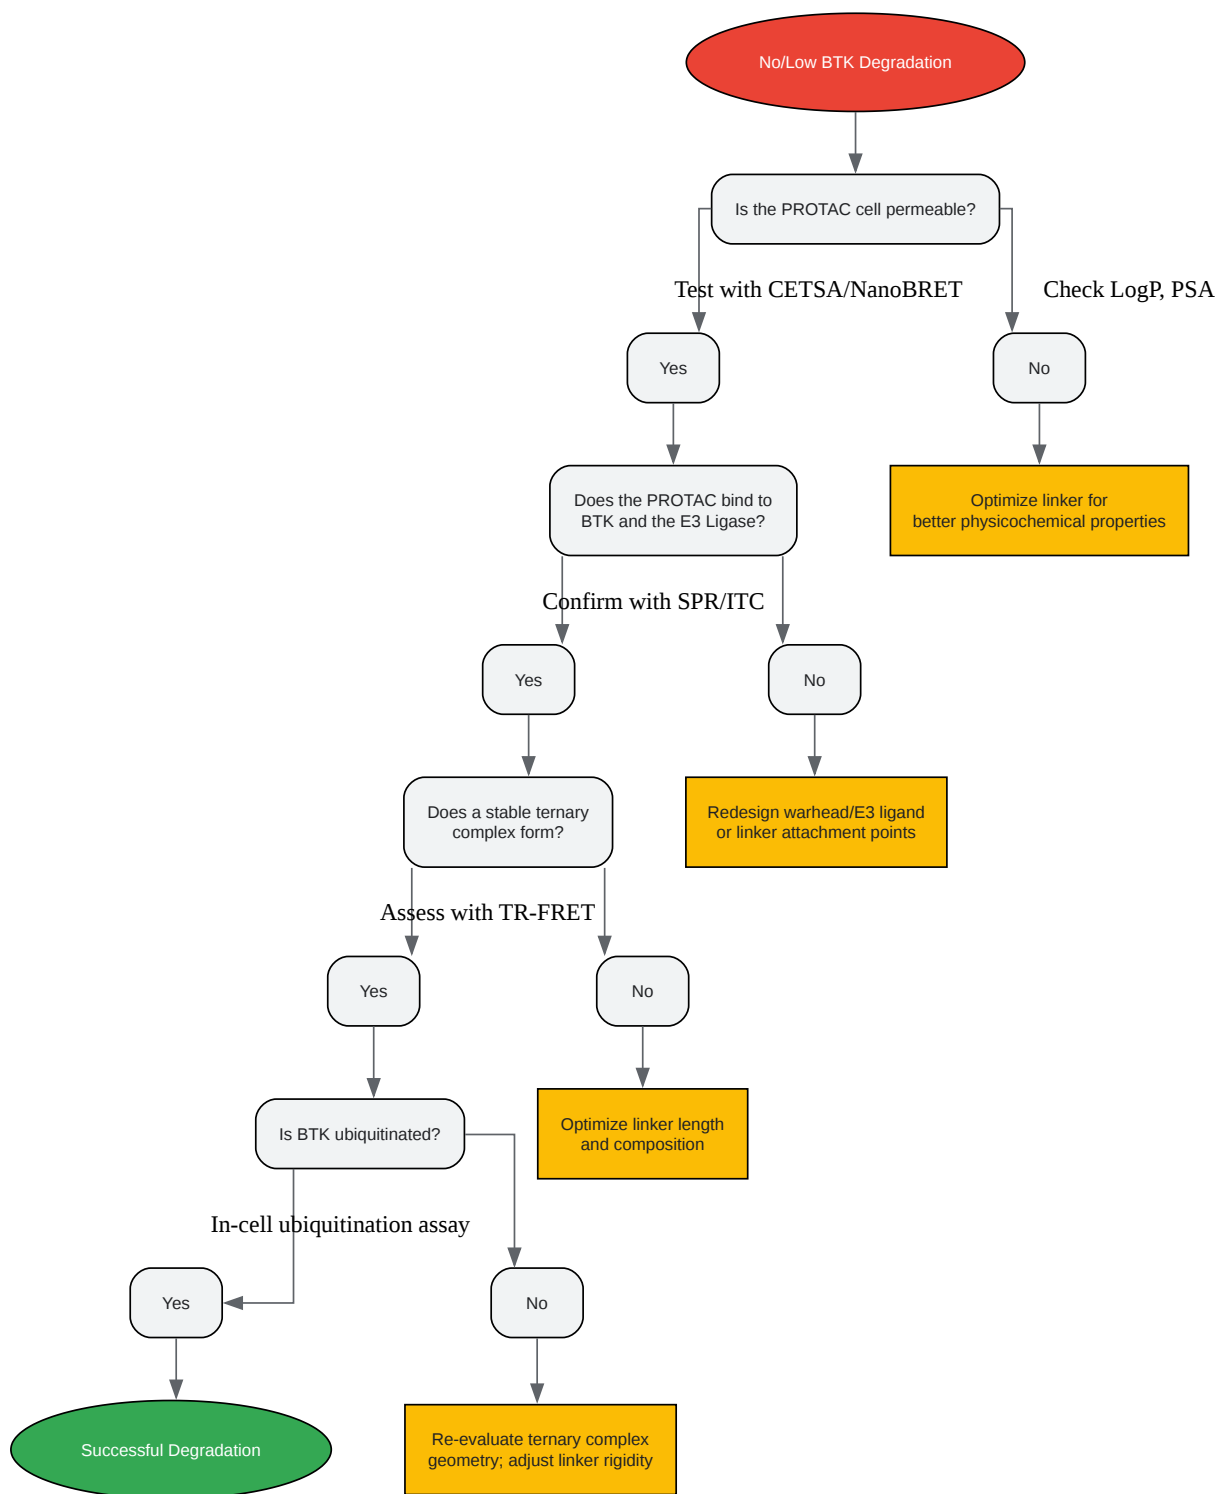 No/Low BTK Degradation
Is the PROTAC cell permeable?
Test with CETSA/NanoBRET
Check LogP, PSA
Yes
No
Does the PROTAC bind to
BTK and the E3 Ligase?
Optimize linker for
better physicochemical properties
Confirm with SPR/ITC
Yes
No
Does a stable ternary
complex form?
Redesign warhead/E3 ligand
or linker attachment points
Assess with TR-FRET
Yes
No
Is BTK ubiquitinated?
Optimize linker length
and composition
In-cell ubiquitination assay
Yes
No
Successful Degradation
Re-evaluate ternary complex
geometry; adjust linker rigidity